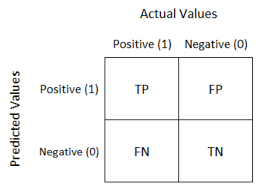 Actual Values
Positive (1) Negative (0)
Predicted Values
Positive (1) TP FP
Negative (0) FN TN